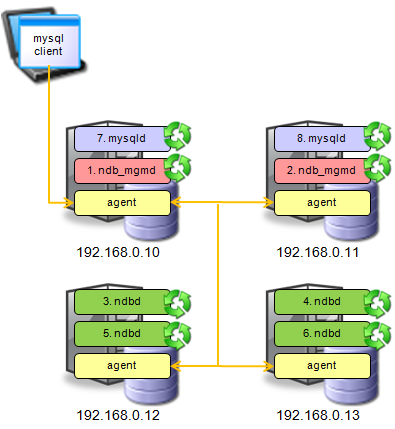 mysql
client
7. mysqld
8. mysqld
1. ndb_mgmd
2. ndb_mgmd
agent
agent
192.168.0.10
192.168.0.11
3. ndbd
4. ndbd
5. ndbd
6. ndbd
agent
agent
192.168.0.12
192.168.0.13